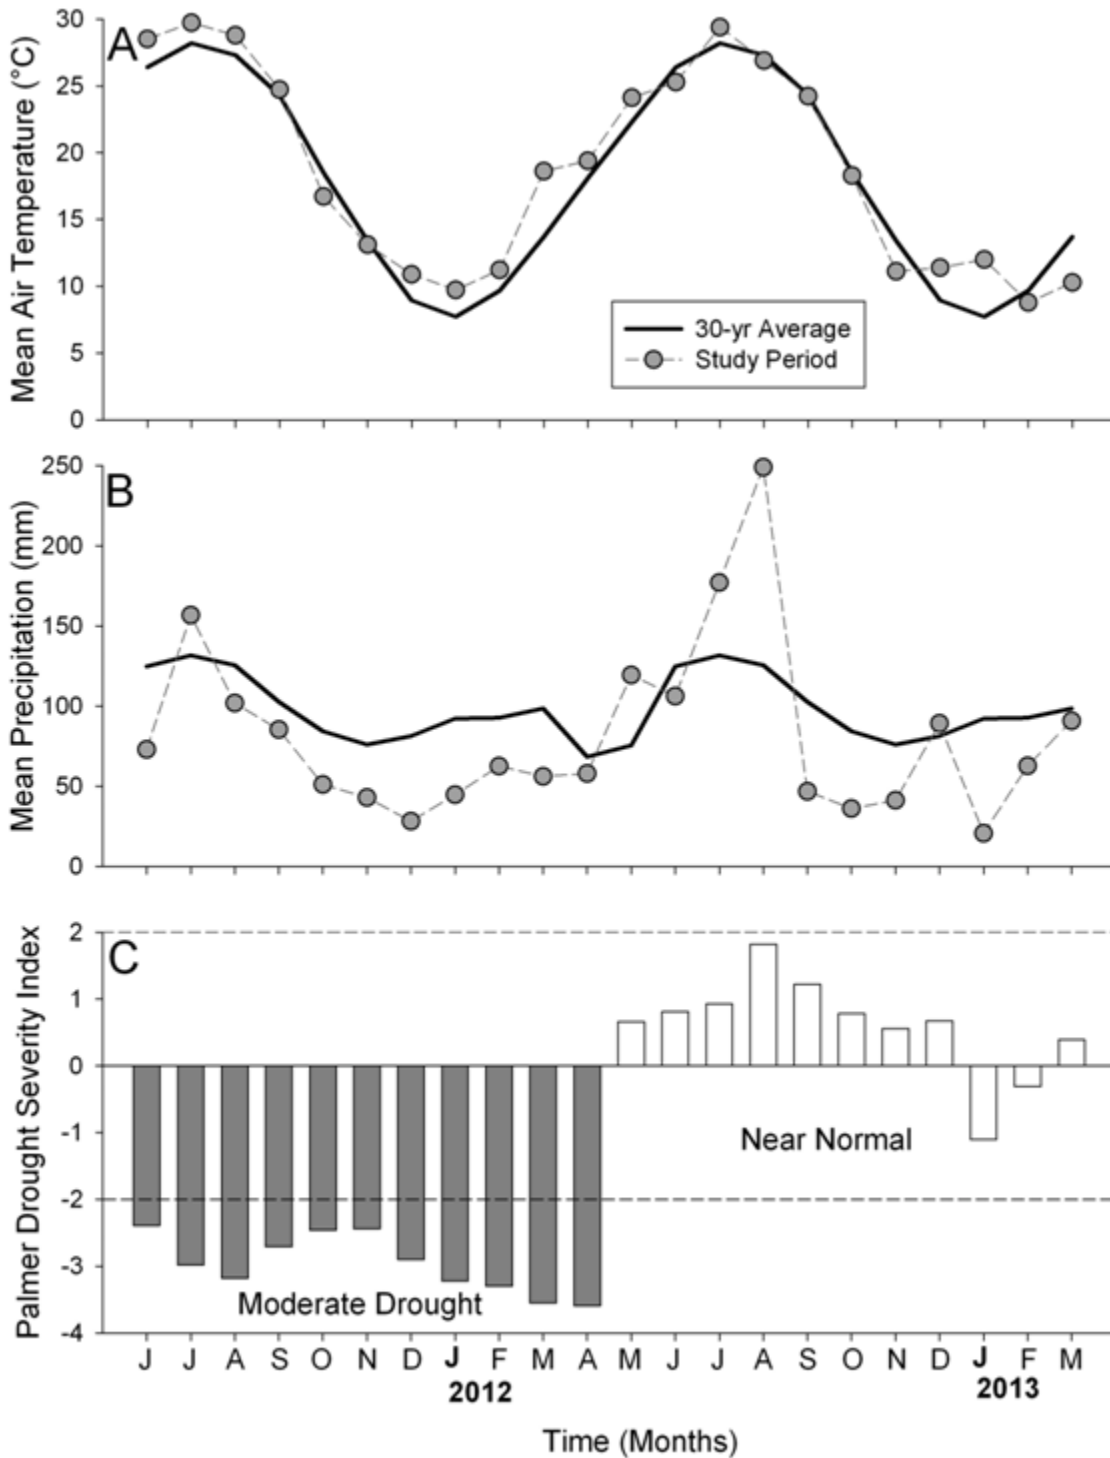 A
Mean Air Temperature (°C)
30
25
20
15
10
5
0
30-yr Average
Study Period
B
Mean Precipitation (mm)
250
200
150
100
50
0
C
Palmer Drought Severity Index
2
1
0
-1
-2
-3
-4
Near Normal
Moderate Drought
J J A S O N D J F M A M J J A S O N D J F M
2012 2013
Time (Months)